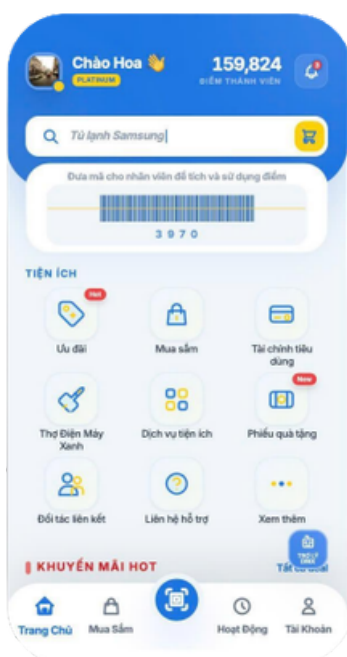 Chào Hoa 👋
PLATINUM
159,824
ĐIỂM THÀNH VIÊN
Tủ lạnh Samsung
Đưa mã cho nhân viên để tích và sử dụng điểm
3970
TIỆN ÍCH
Hot
Ưu đãi
Mua sắm
Tài chính tiêu
dùng
New
Thợ Điện Máy
Xanh
Dịch vụ tiện ích
Phiếu quà tặng
Đối tác liên kết
Liên hệ hỗ trợ
Xem thêm
TRỢ LÝ
DMX
KHUYẾN MÃI HOT
Trang Chủ
Mua Sắm
Hoạt Động
Tài Khoản